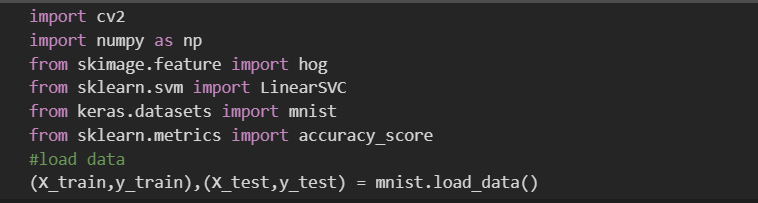 import cv2
import numpy as np
from skimage.feature import hog
from sklearn.svm import LinearSVC
from keras.datasets import mnist
from sklearn.metrics import accuracy_score
#load data
(X_train,y_train),(X_test,y_test) = mnist.load_data()